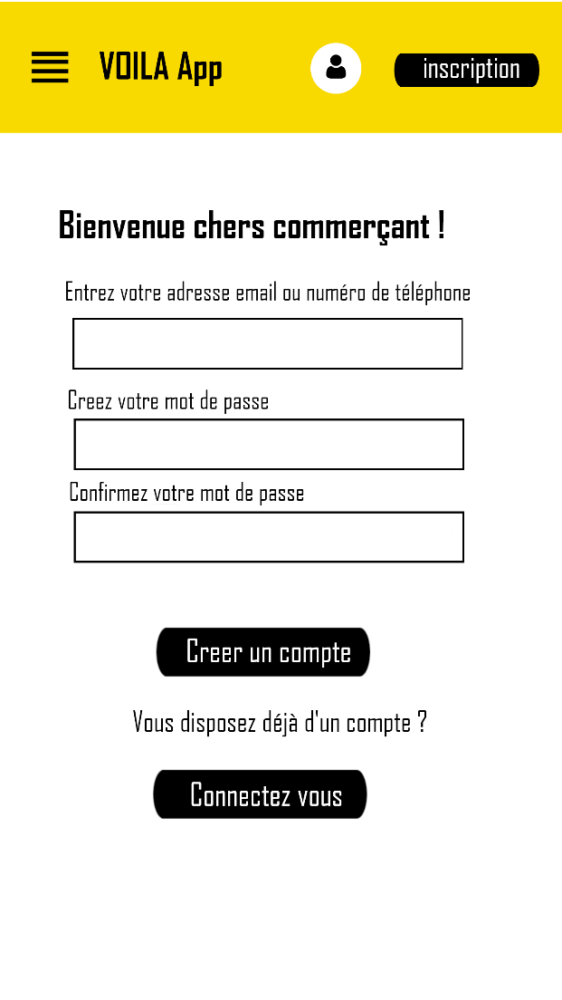 VOILA App
inscription
Bienvenue chers commerçant !
Entrez votre adresse email ou numéro de téléphone
Creez votre mot de passe
Confirmez votre mot de passe
Creer un compte
Vous disposez déjà d'un compte ?
Connectez vous